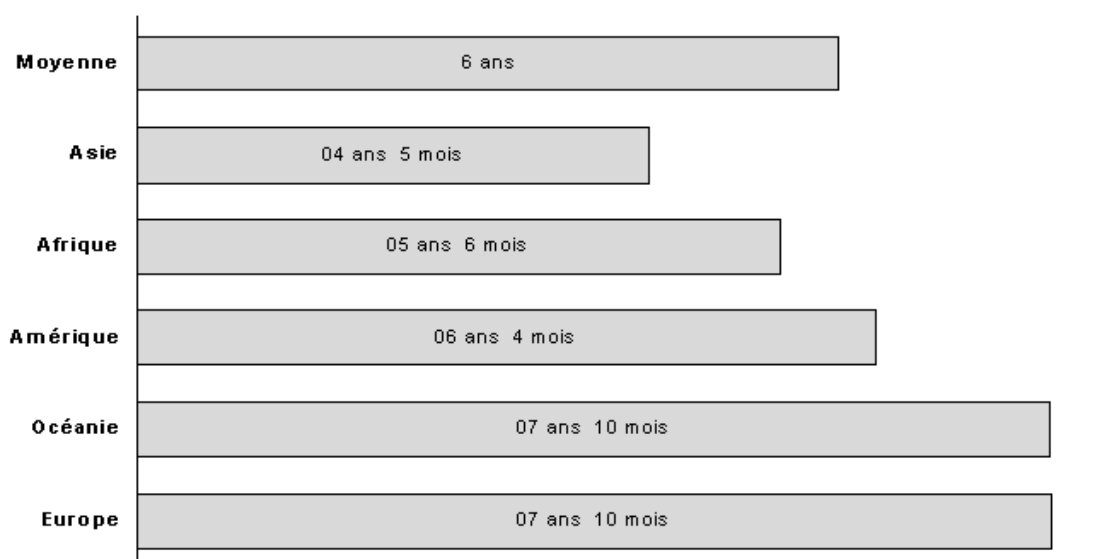 Moyenne 6 ans
Asie 04 ans 5 mois
Afrique 05 ans 6 mois
Amérique 06 ans 4 mois
Océanie 07 ans 10 mois
Europe 07 ans 10 mois